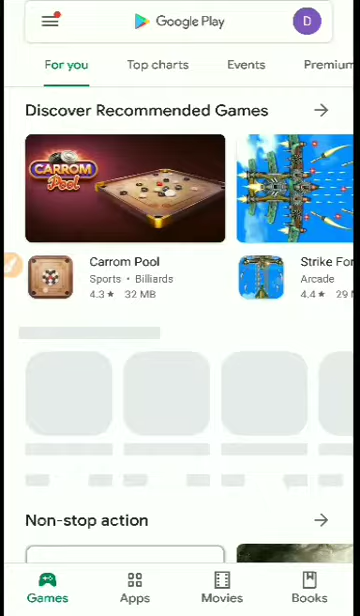 Google Play
D
For you Top charts Events Premium
Discover Recommended Games
CARROM
Pool
Carrom Pool
Sports • Billiards
4.3★ 32 MB
Strike For
Arcade
4.4★ 29
Non-stop action
Games Apps Movies Books